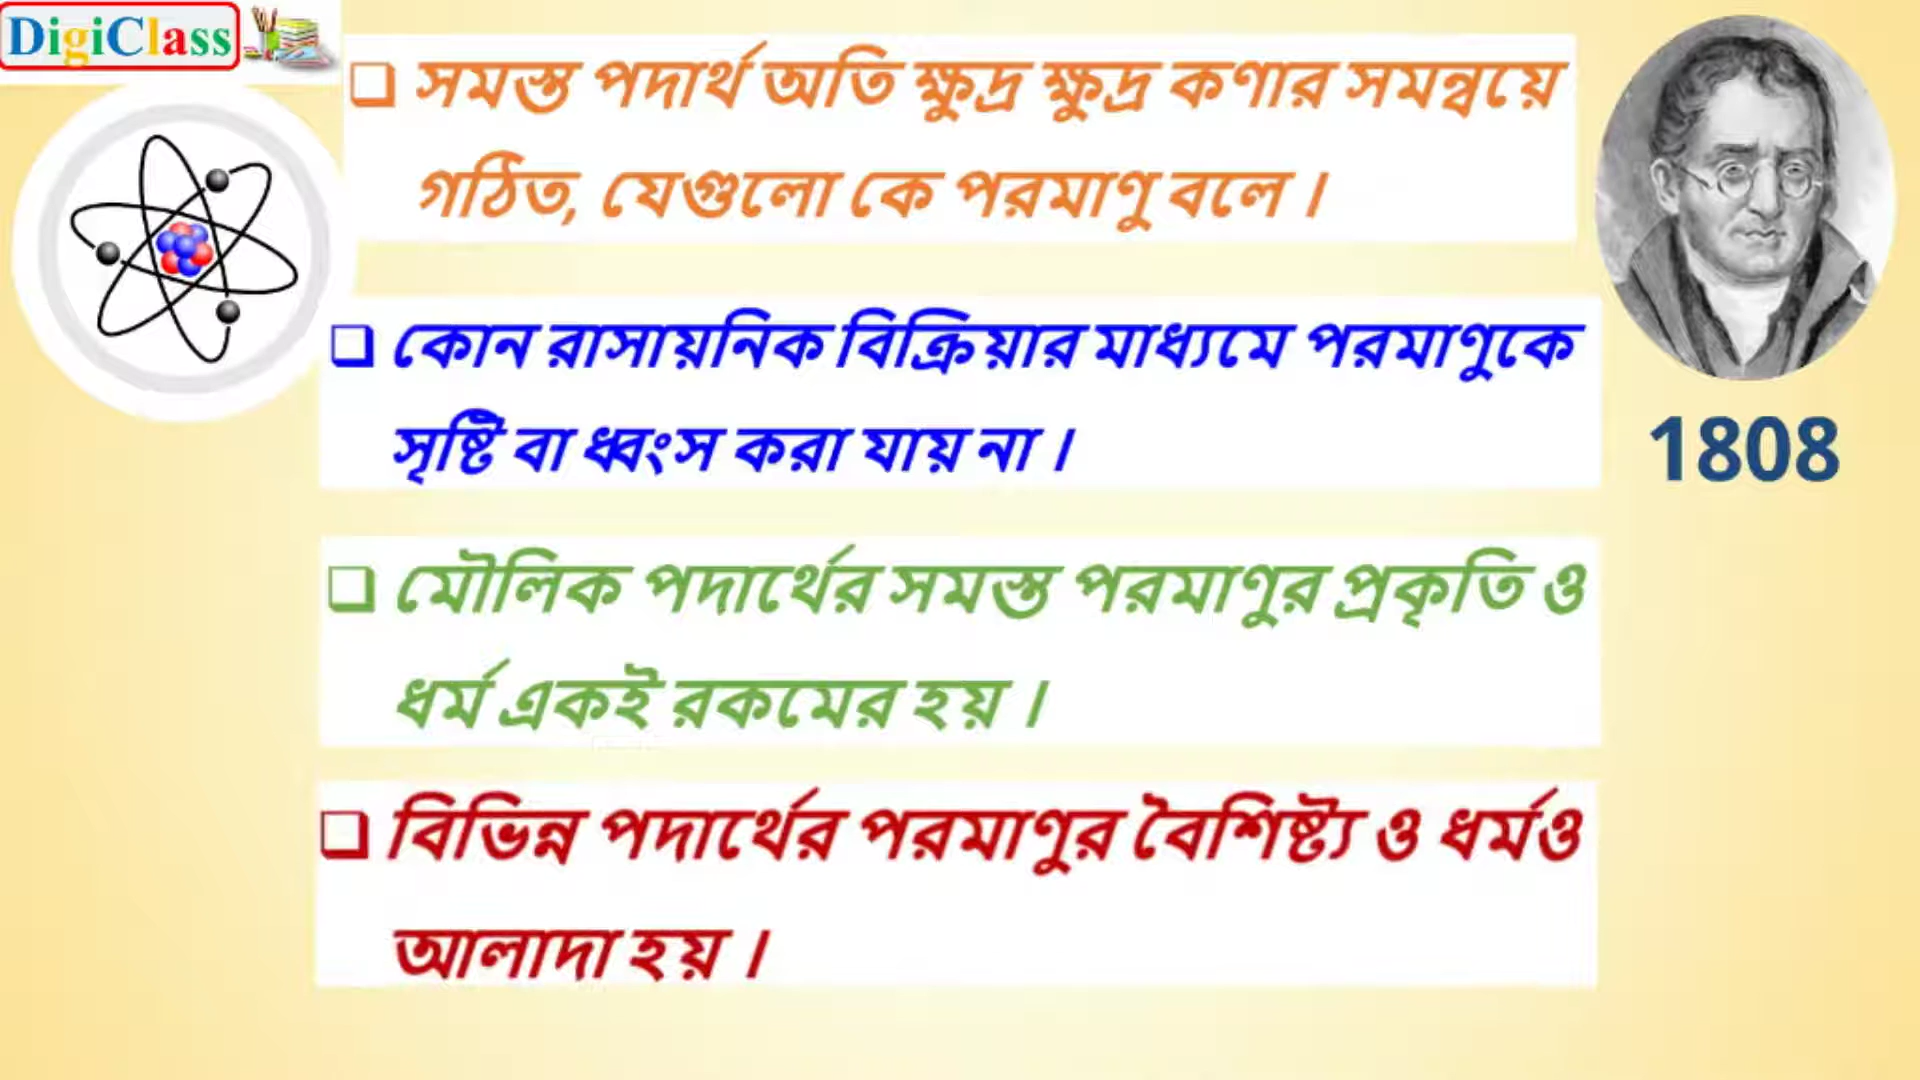 DigiClass
❑ সমস্ত পদার্থ অতি ক্ষুদ্র ক্ষুদ্র কণার সমন্বয়ে
গঠিত, যেগুলো কে পরমাণু বলে ।
❑ কোন রাসায়নিক বিক্রিয়ার মাধ্যমে পরমাণুকে
সৃষ্টি বা ধ্বংস করা যায় না ।
1808
❑ মৌলিক পদার্থের সমস্ত পরমাণুর প্রকৃতি ও
ধর্ম একই রকমের হয় ।
❑ বিভিন্ন পদার্থের পরমাণুর বৈশিষ্ট্য ও ধর্মও
আলাদা হয় ।